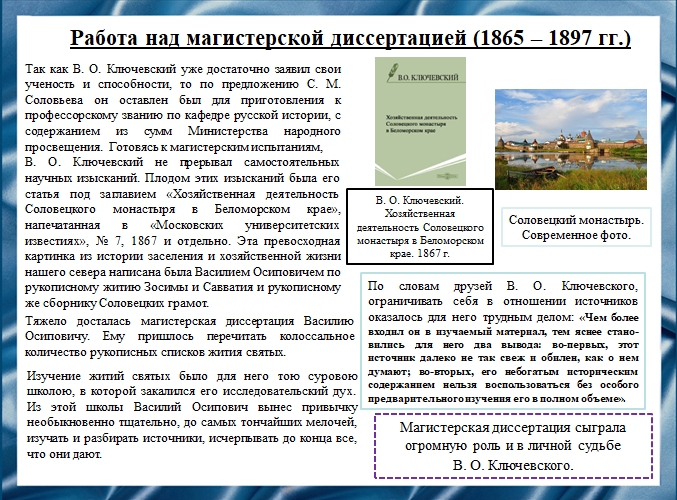 Работа над магистерской диссертацией (1865 – 1897 гг.)
Так как В. О. Ключевский уже достаточно заявил свои
ученость и способности, то по предложению С. М.
Соловьева он оставлен был для приготовления к
профессорскому званию по кафедре русской истории, с
содержанием из сумм Министерства народного
просвещения. Готовясь к магистерским испытаниям,
В. О. Ключевский не прерывал самостоятельных
научных изысканий. Плодом этих изысканий была его
статья под заглавием «Хозяйственная деятельность
Соловецкого монастыря в Беломорском крае»,
напечатанная в «Московских университетских
известиях», № 7, 1867 и отдельно. Эта превосходная
картинка из истории заселения и хозяйственной жизни
нашего севера написана была Василием Осиповичем по
рукописному житию Зосимы и Савватия и рукописному
же сборнику Соловецких грамот.
Тяжело досталась магистерская диссертация Василию
Осиповичу. Ему пришлось перечитать колоссальное
количество рукописных списков жития святых.
Изучение житий святых было для него тою суровою
школою, в которой закалился его исследовательский дух.
Из этой школы Василий Осипович вынес привычку
необыкновенно тщательно, до самых тончайших мелочей,
изучать и разбирать источники, исчерпывать до конца все,
что они дают.
В.О. КЛЮЧЕВСКИЙ
Хозяйственная деятельность
Соловецкого монастыря
в Беломорском крае
В. О. Ключевский.
Хозяйственная
деятельность Соловецкого
монастыря в Беломорском
крае. 1867 г.
Соловецкий монастырь.
Современное фото.
По словам друзей В. О. Ключевского,
ограничивать себя в отношении источников
оказалось для него трудным делом: «Чем более
входил он в изучаемый материал, тем яснее стано-
вились для него два вывода: во-первых, этот
источник далеко не так свеж и обилен, как о нем
думают; во-вторых, его небогатым историческим
содержанием нельзя воспользоваться без особого
предварительного изучения его в полном объеме».
Магистерская диссертация сыграла
огромную роль и в личной судьбе
В. О. Ключевского.